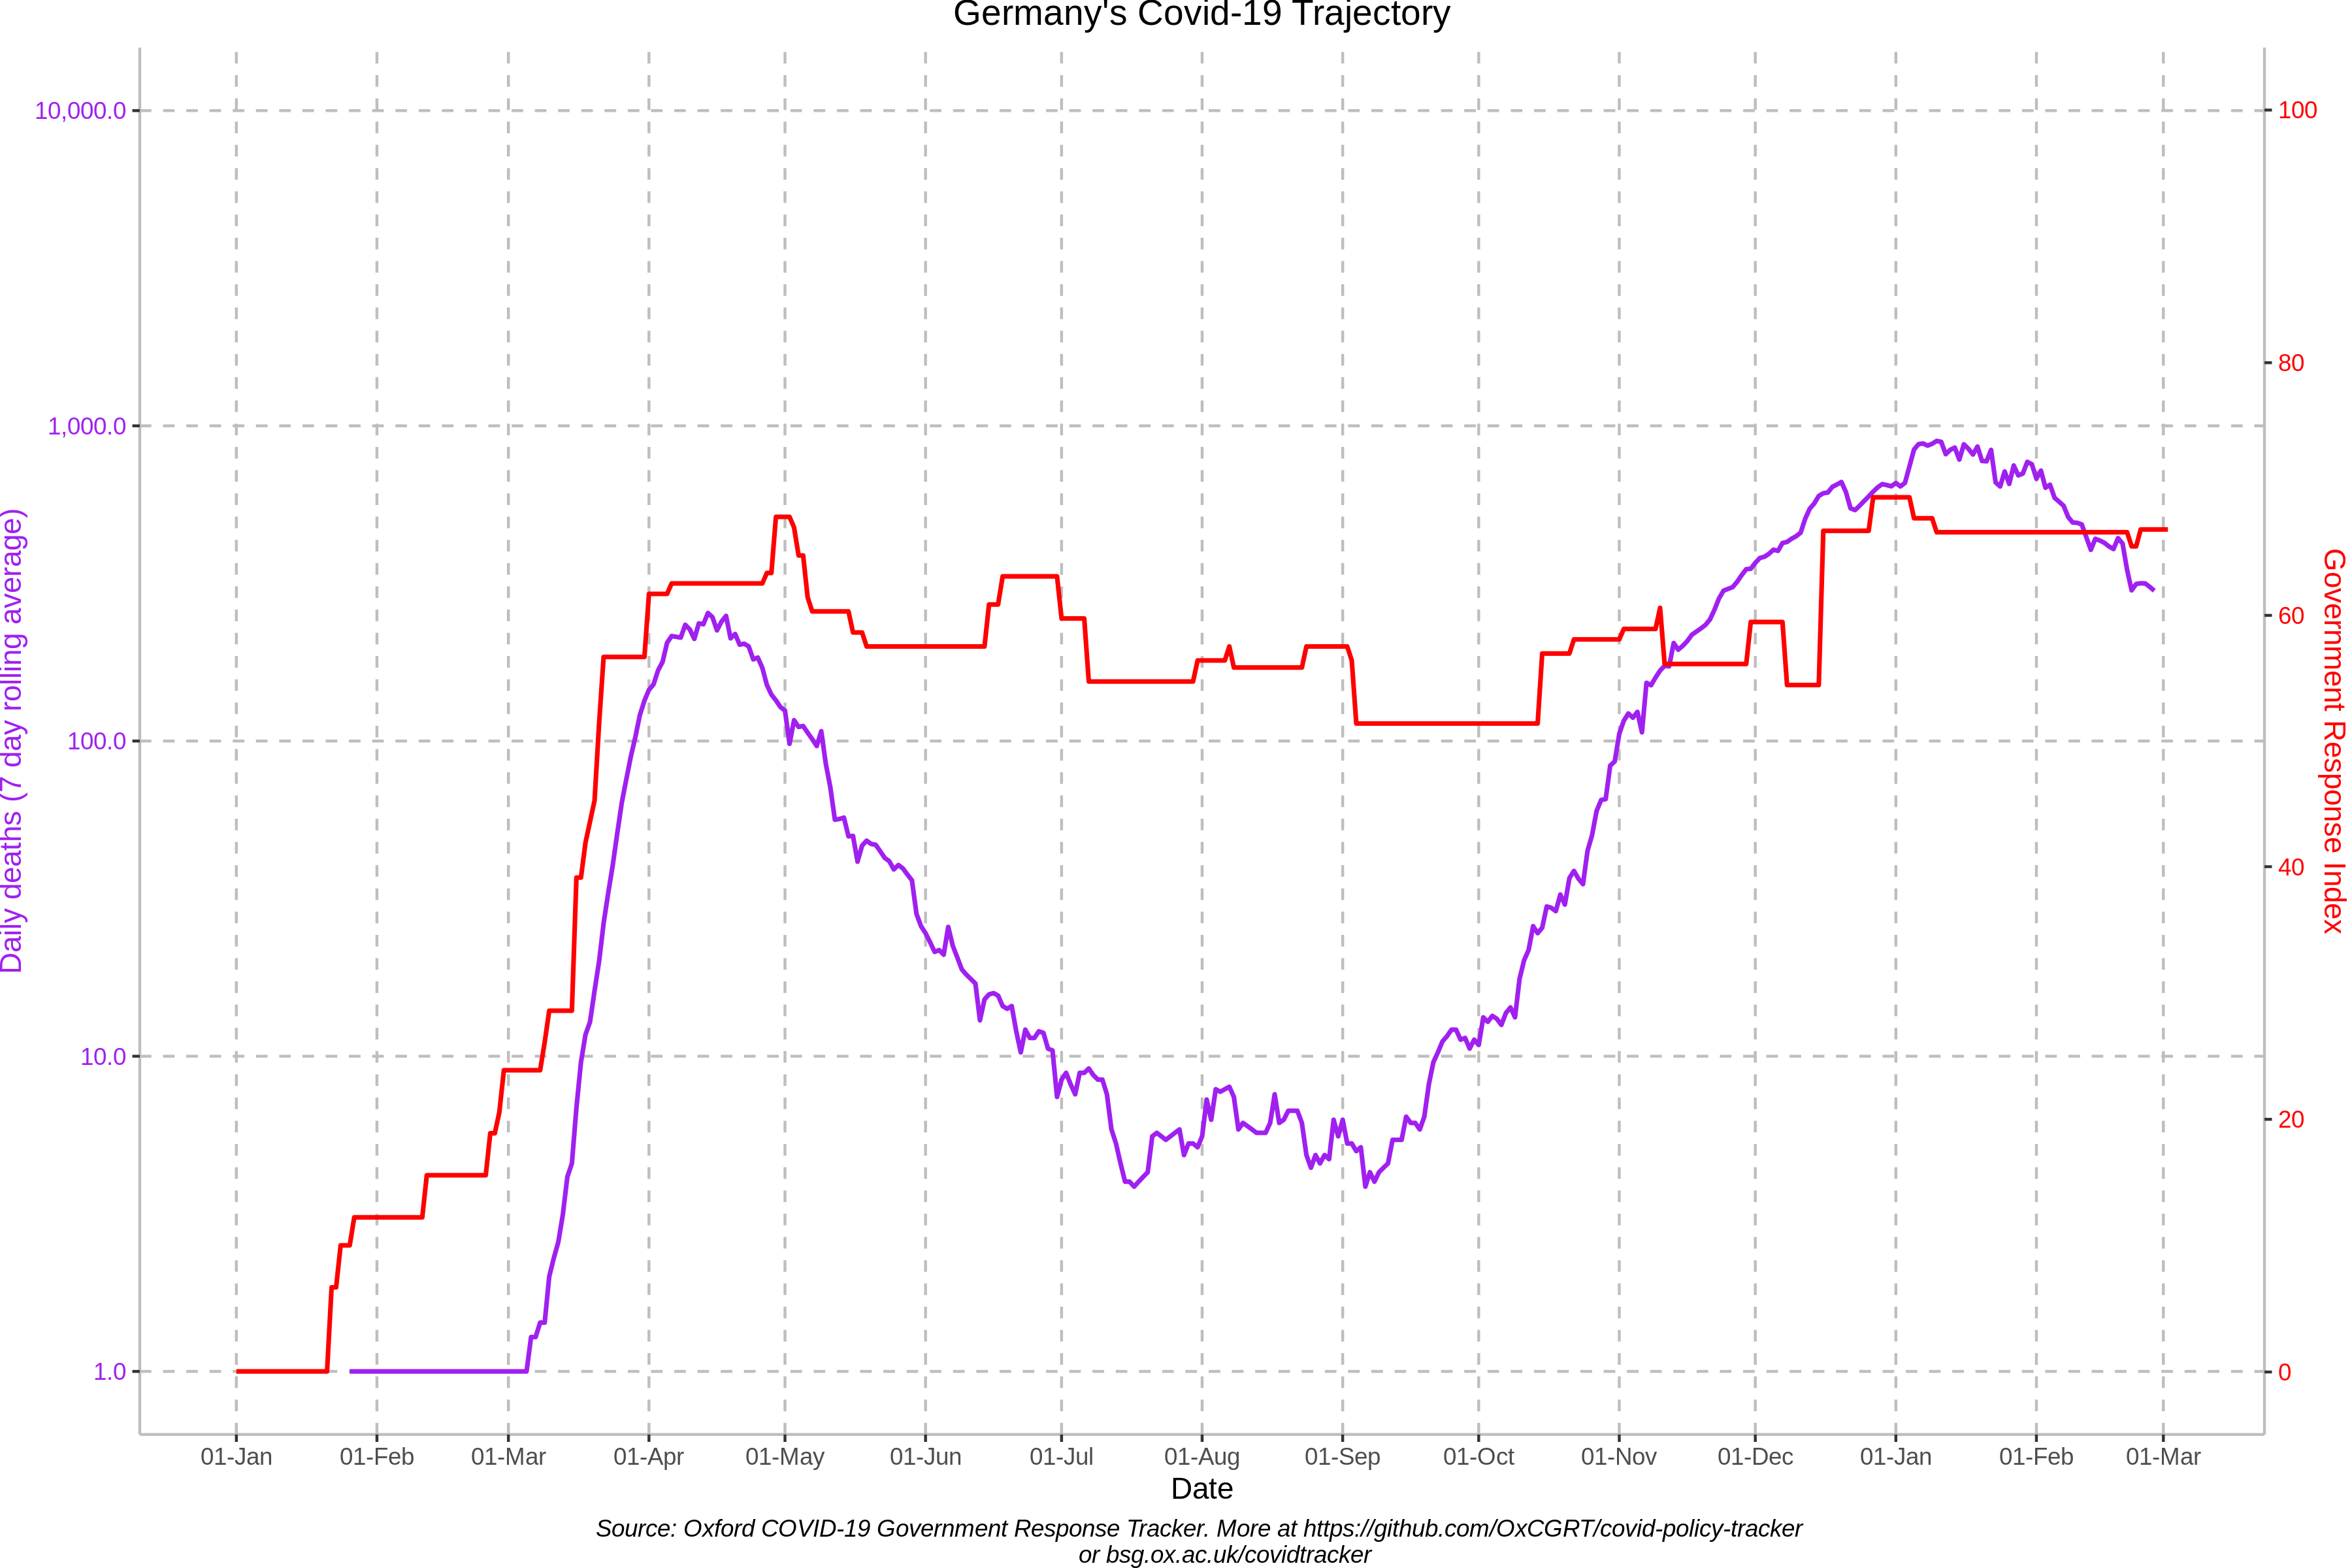 Germany's Covid-19 Trajectory
10,000.0
1,000.0
100.0
10.0
1.0
Daily deaths (7 day rolling average)
100
80
60
40
20
0
Government Response Index
01-Jan 01-Feb 01-Mar 01-Apr 01-May 01-Jun 01-Jul 01-Aug 01-Sep 01-Oct 01-Nov 01-Dec 01-Jan 01-Feb 01-Mar
Date
Source: Oxford COVID-19 Government Response Tracker. More at https://github.com/OxCGRT/covid-policy-tracker
or bsg.ox.ac.uk/covidtracker